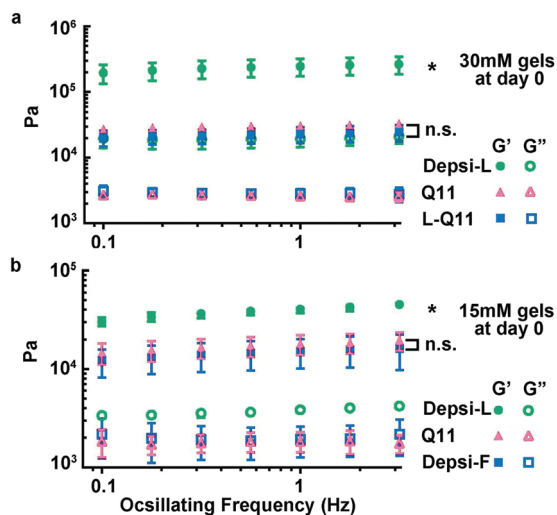 a
10⁶
10⁵
10⁴
10³
Pa
0.1
1
* 30mM gels
at day 0
n.s.
G' G"
Depsi-L
Q11
L-Q11
b
10⁵
10⁴
10³
Pa
0.1
1
Ocsillating Frequency (Hz)
* 15mM gels
at day 0
n.s.
G' G"
Depsi-L
Q11
Depsi-F